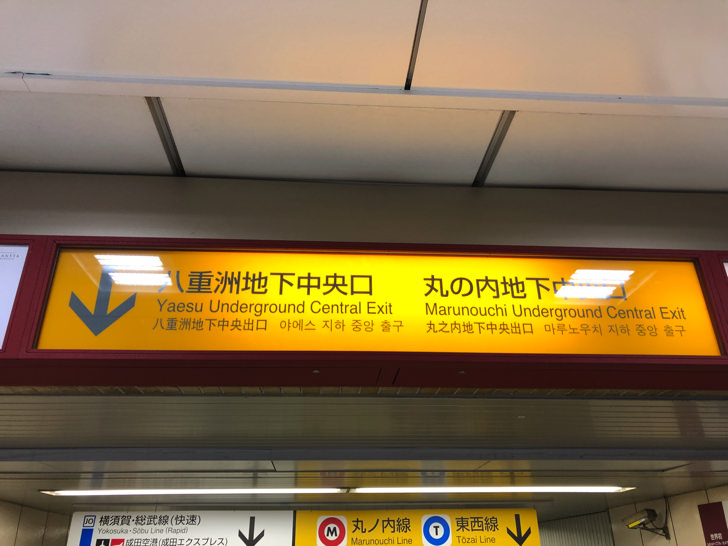 八重洲地下中央口
Yaesu Underground Central Exit
八重洲地下中央出口 야에스 지하 중앙 출구
丸の内地下中央口
Marunouchi Underground Central Exit
丸之内地下中央出口 마루노우치 지하 중앙 출구
JO 横須賀・総武線(快速)
Yokosuka・Sōbu Line (Rapid)
成田空港(成田エクスプレス)
M 丸ノ内線
Marunouchi Line
T 東西線
Tōzai Line